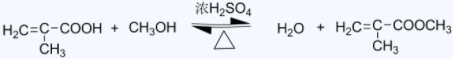 浓H₂SO₄
H₂C=C-COOH + CH₃OH ⇌ H₂O + H₂C=C-COOCH₃
CH₃ △ CH₃